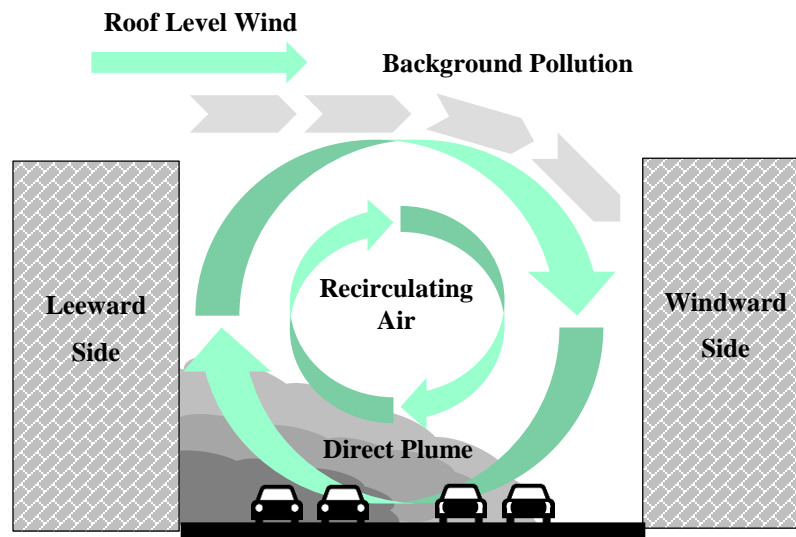 Roof Level Wind
Background Pollution
Leeward
Side
Recirculating
Air
Windward
Side
Direct Plume